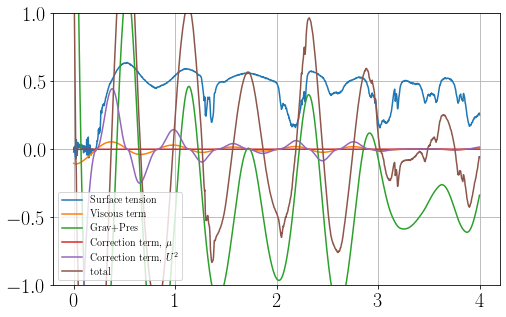 1.0
0.5
0.0
−0.5
−1.0
Surface tension
Viscous term
Grav+Pres
Correction term, μ
Correction term, U²
total
0 1 2 3 4